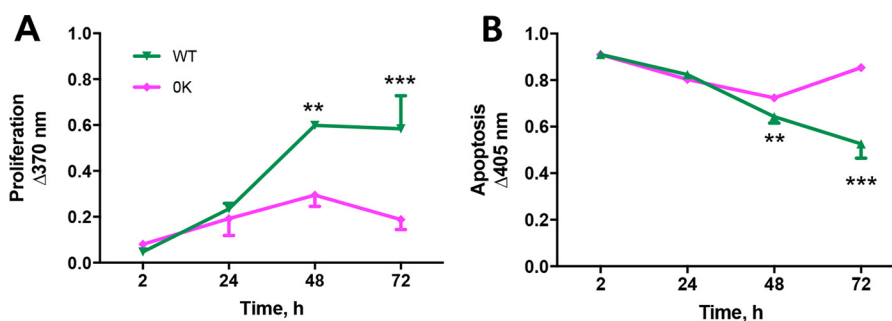 A
1.0
0.8
0.6
0.4
0.2
0.0
Proliferation
Δ370 nm
WT
0K
**
***
2 24 48 72
Time, h
B
1.0
0.8
0.6
0.4
0.2
0.0
Apoptosis
Δ405 nm
**
***
2 24 48 72
Time, h